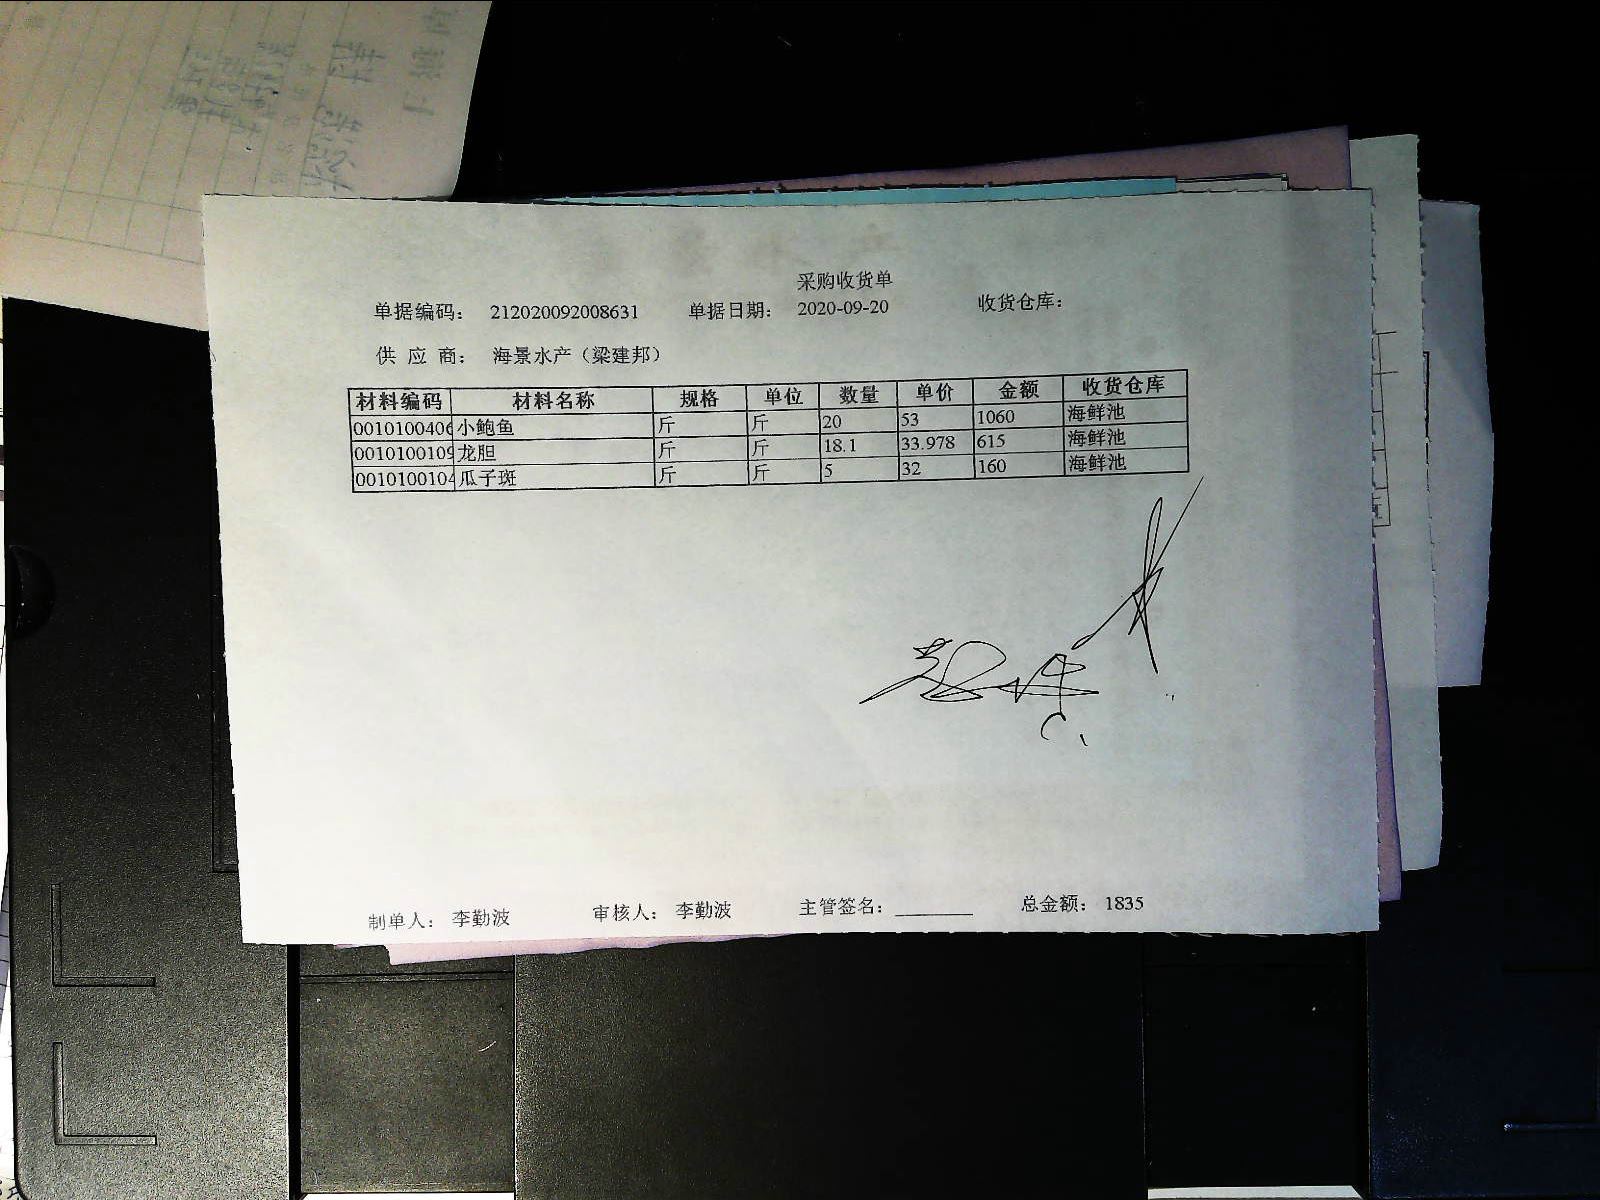 采购收货单
单据编码： 212020092008631 单据日期： 2020-09-20 收货仓库：
供 应 商： 海景水产（梁建邦）
材料编码 材料名称 规格 单位 数量 单价 金额 收货仓库
0010100406 小鲍鱼 斤 斤 20 53 1060 海鲜池
0010100109 龙胆 斤 斤 18.1 33.978 615 海鲜池
0010100104 瓜子斑 斤 斤 5 32 160 海鲜池
制单人： 李勤波 审核人： 李勤波 主管签名： ________ 总金额： 1835